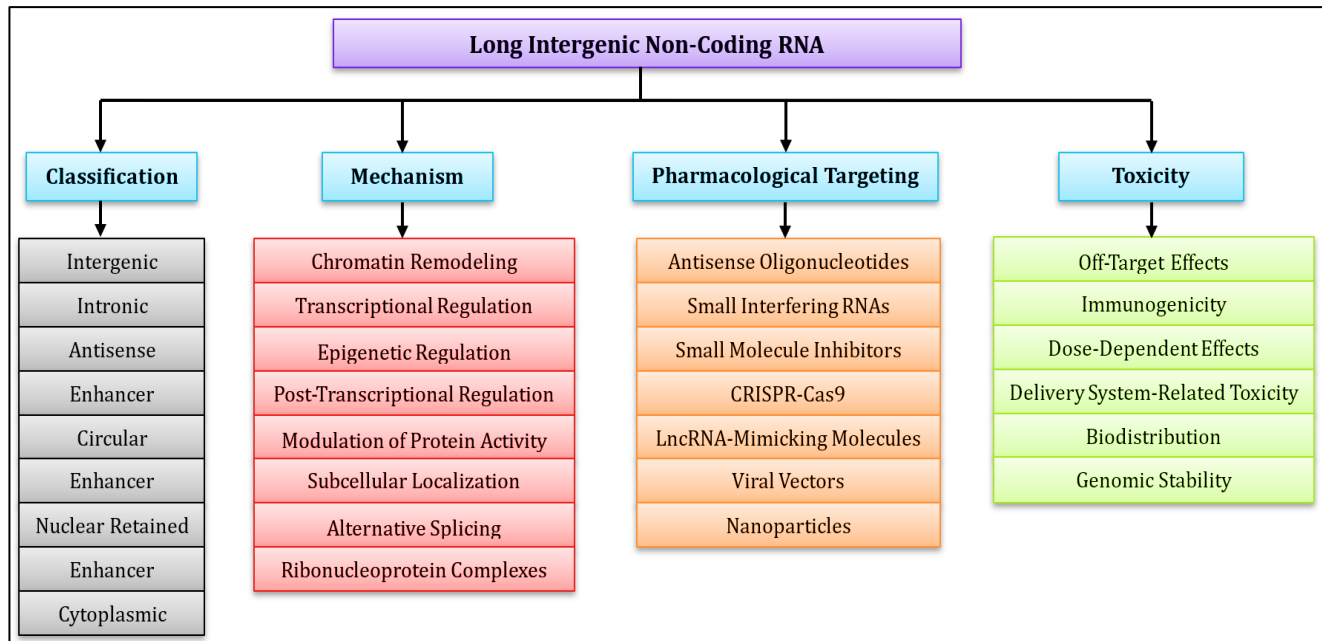 Long Intergenic Non-Coding RNA
Classification
Mechanism
Pharmacological Targeting
Toxicity
Intergenic
Intronic
Antisense
Enhancer
Circular
Enhancer
Nuclear Retained
Enhancer
Cytoplasmic
Chromatin Remodeling
Transcriptional Regulation
Epigenetic Regulation
Post-Transcriptional Regulation
Modulation of Protein Activity
Subcellular Localization
Alternative Splicing
Ribonucleoprotein Complexes
Antisense Oligonucleotides
Small Interfering RNAs
Small Molecule Inhibitors
CRISPR-Cas9
LncRNA-Mimicking Molecules
Viral Vectors
Nanoparticles
Off-Target Effects
Immunogenicity
Dose-Dependent Effects
Delivery System-Related Toxicity
Biodistribution
Genomic Stability